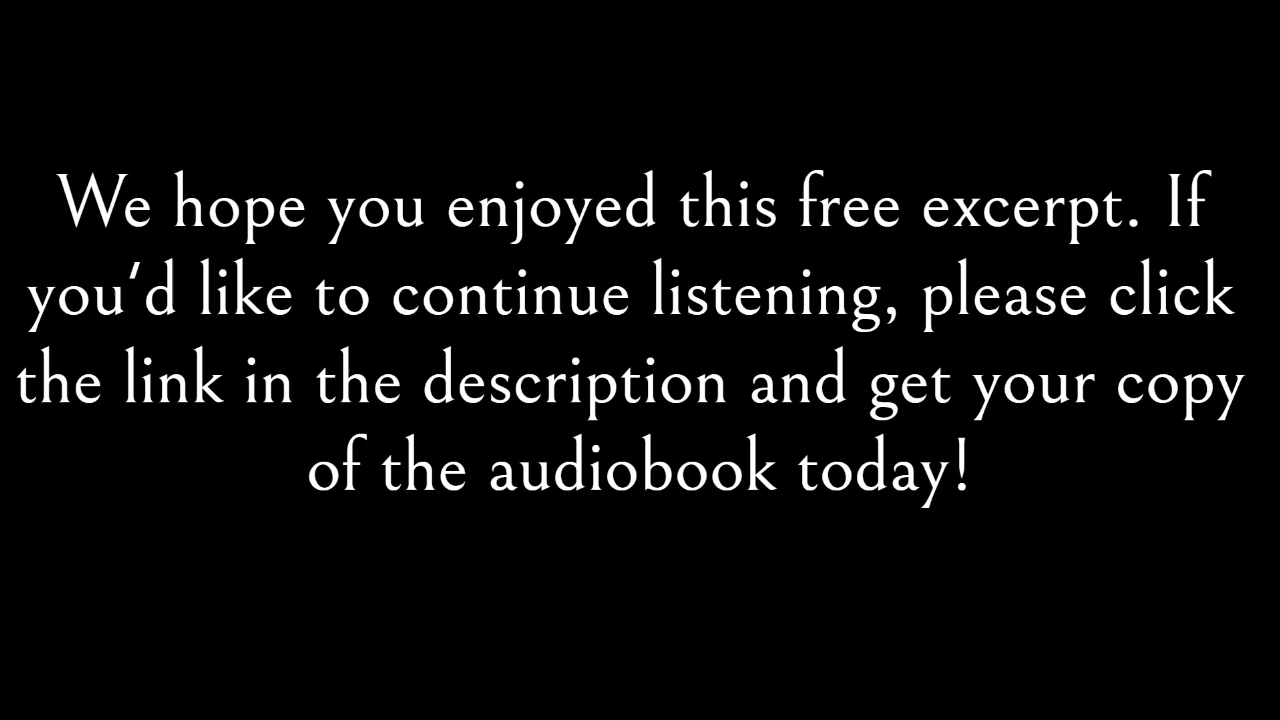 We hope you enjoyed this free excerpt. If
you'd like to continue listening, please click
the link in the description and get your copy
of the audiobook today!